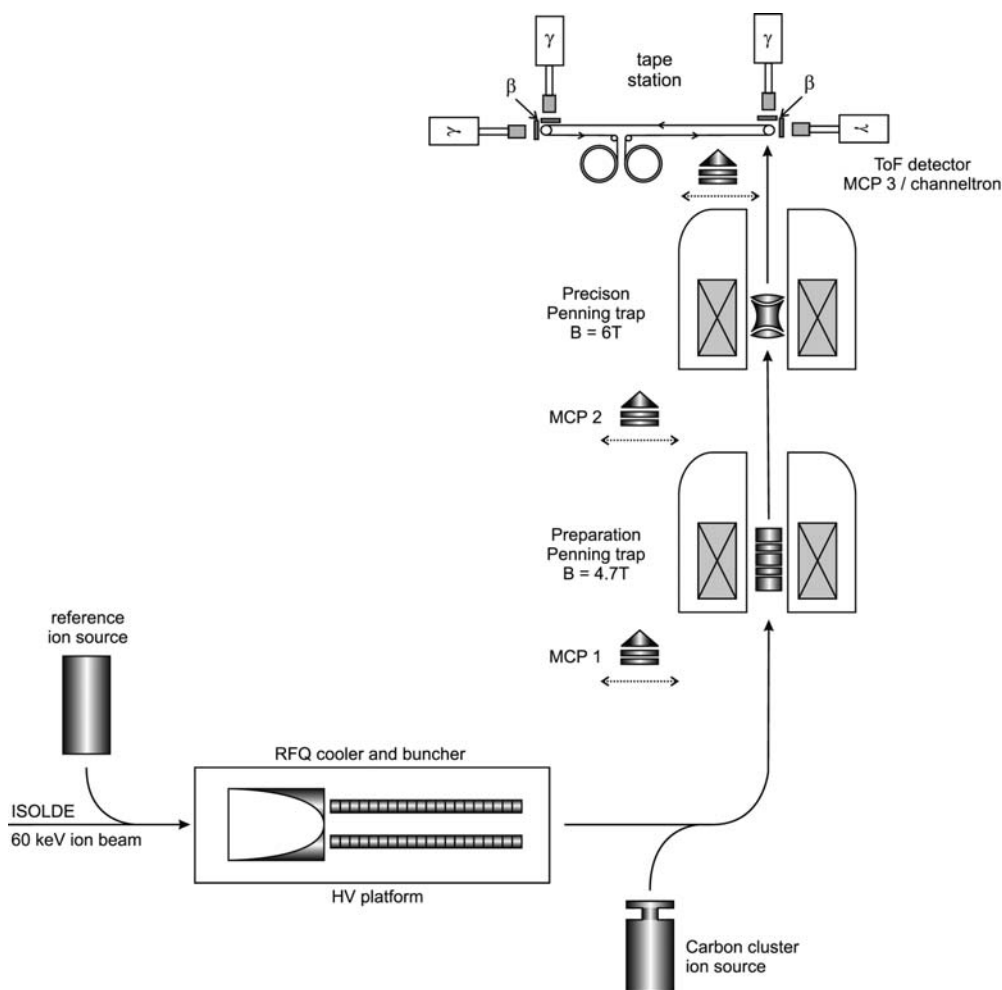 γ
γ
tape
station
β
β
γ
γ
ToF detector
MCP 3 / channeltron
Precison
Penning trap
B = 6T
MCP 2
Preparation
Penning trap
B = 4.7T
reference
ion source
MCP 1
RFQ cooler and buncher
ISOLDE
60 keV ion beam
HV platform
Carbon cluster
ion source